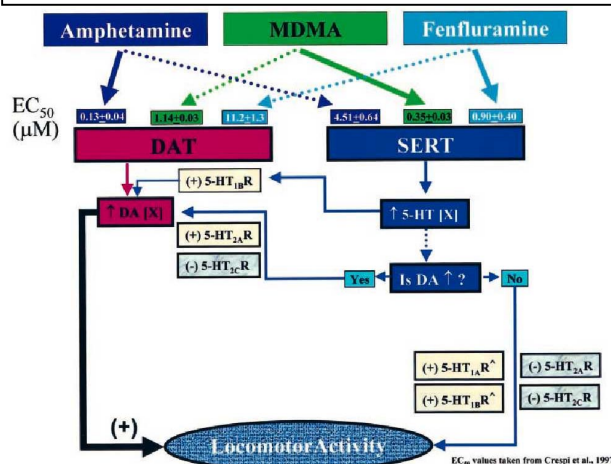 Amphetamine MDMA Fenfluramine
EC50
(μM)
0.13±0.04 1.14±0.03 11.2±1.3 4.51±0.64 0.35±0.03 0.90±0.40
DAT SERT
(+) 5-HT1BR
↑ DA [X] ↑ 5-HT [X]
(+) 5-HT2AR
(-) 5-HT2CR
Yes Is DA ↑ ? No
(+) 5-HT1AR^ (-) 5-HT2AR
(+) 5-HT1BR^ (-) 5-HT2CR
(+)
Locomotor Activity
EC50 values taken from Crespi et al., 1997